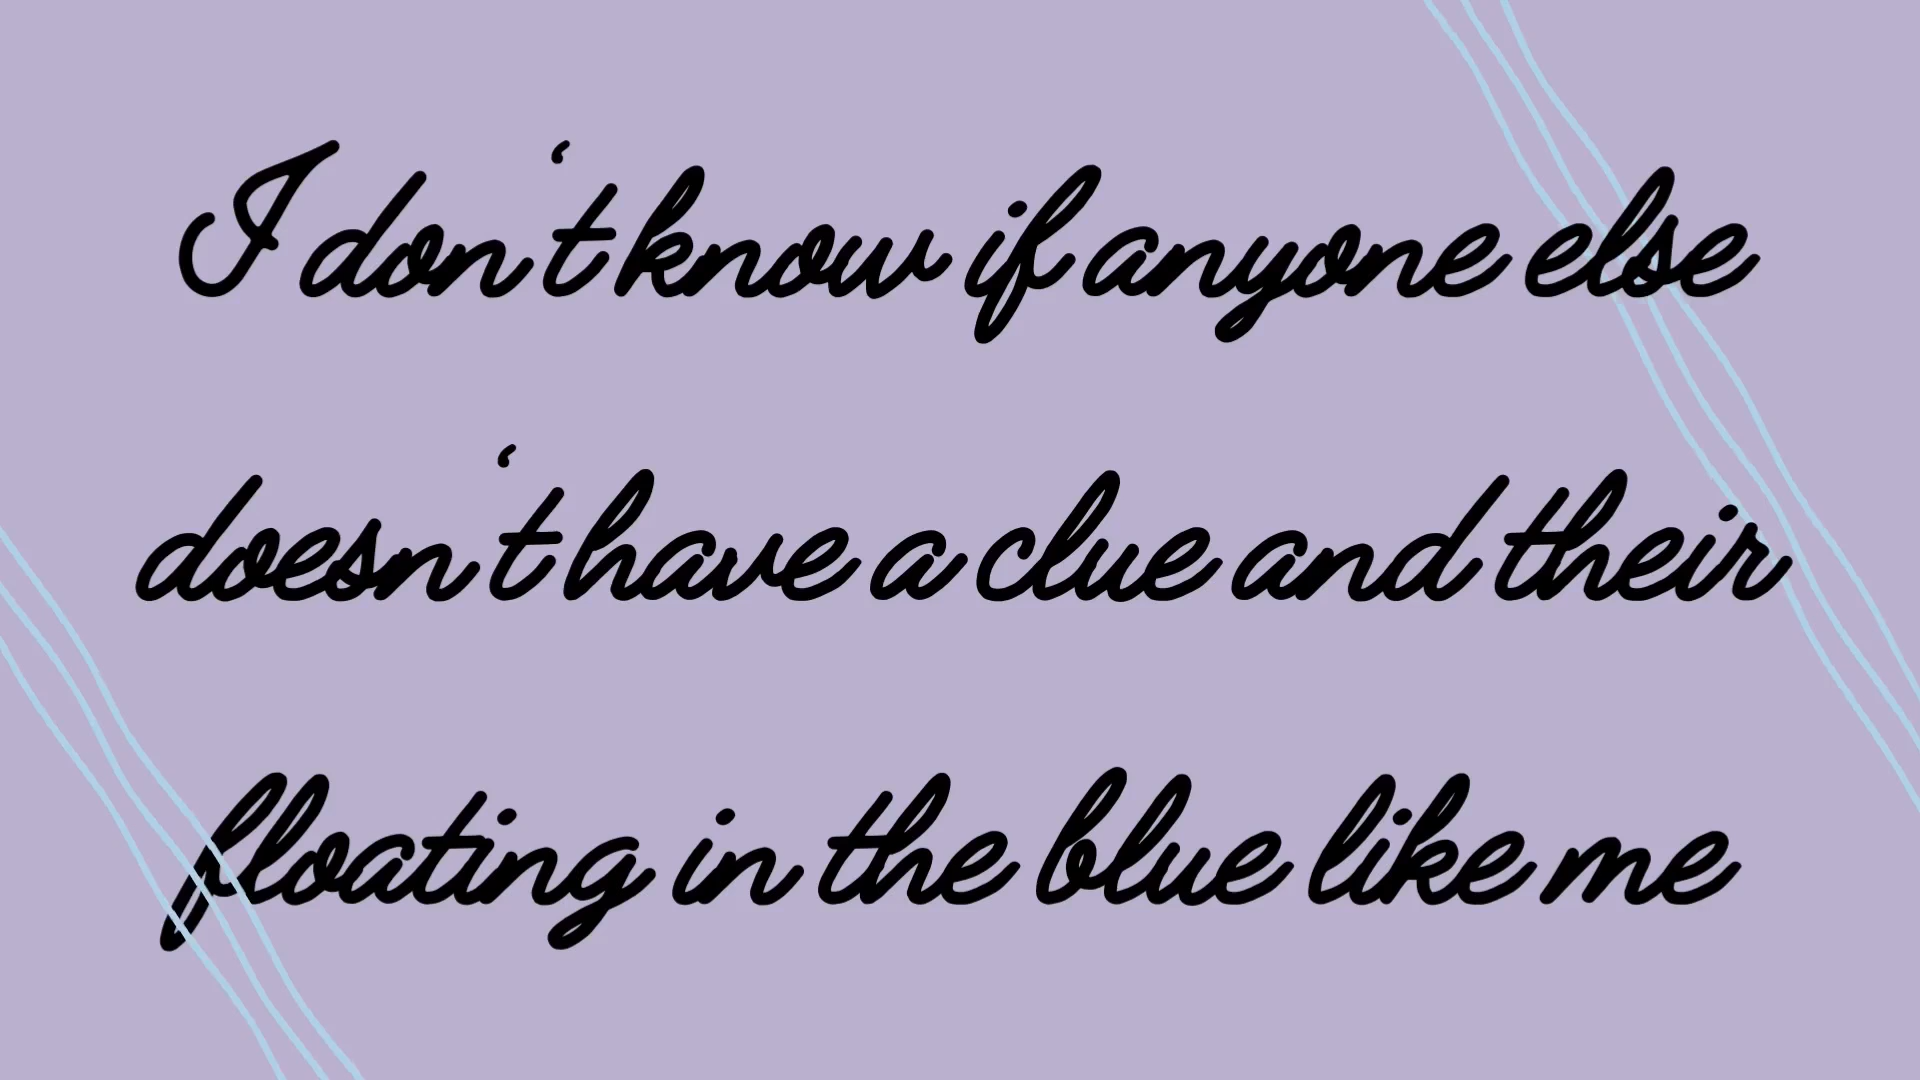 I don't know if anyone else
doesn't have a clue and their
floating in the blue like me